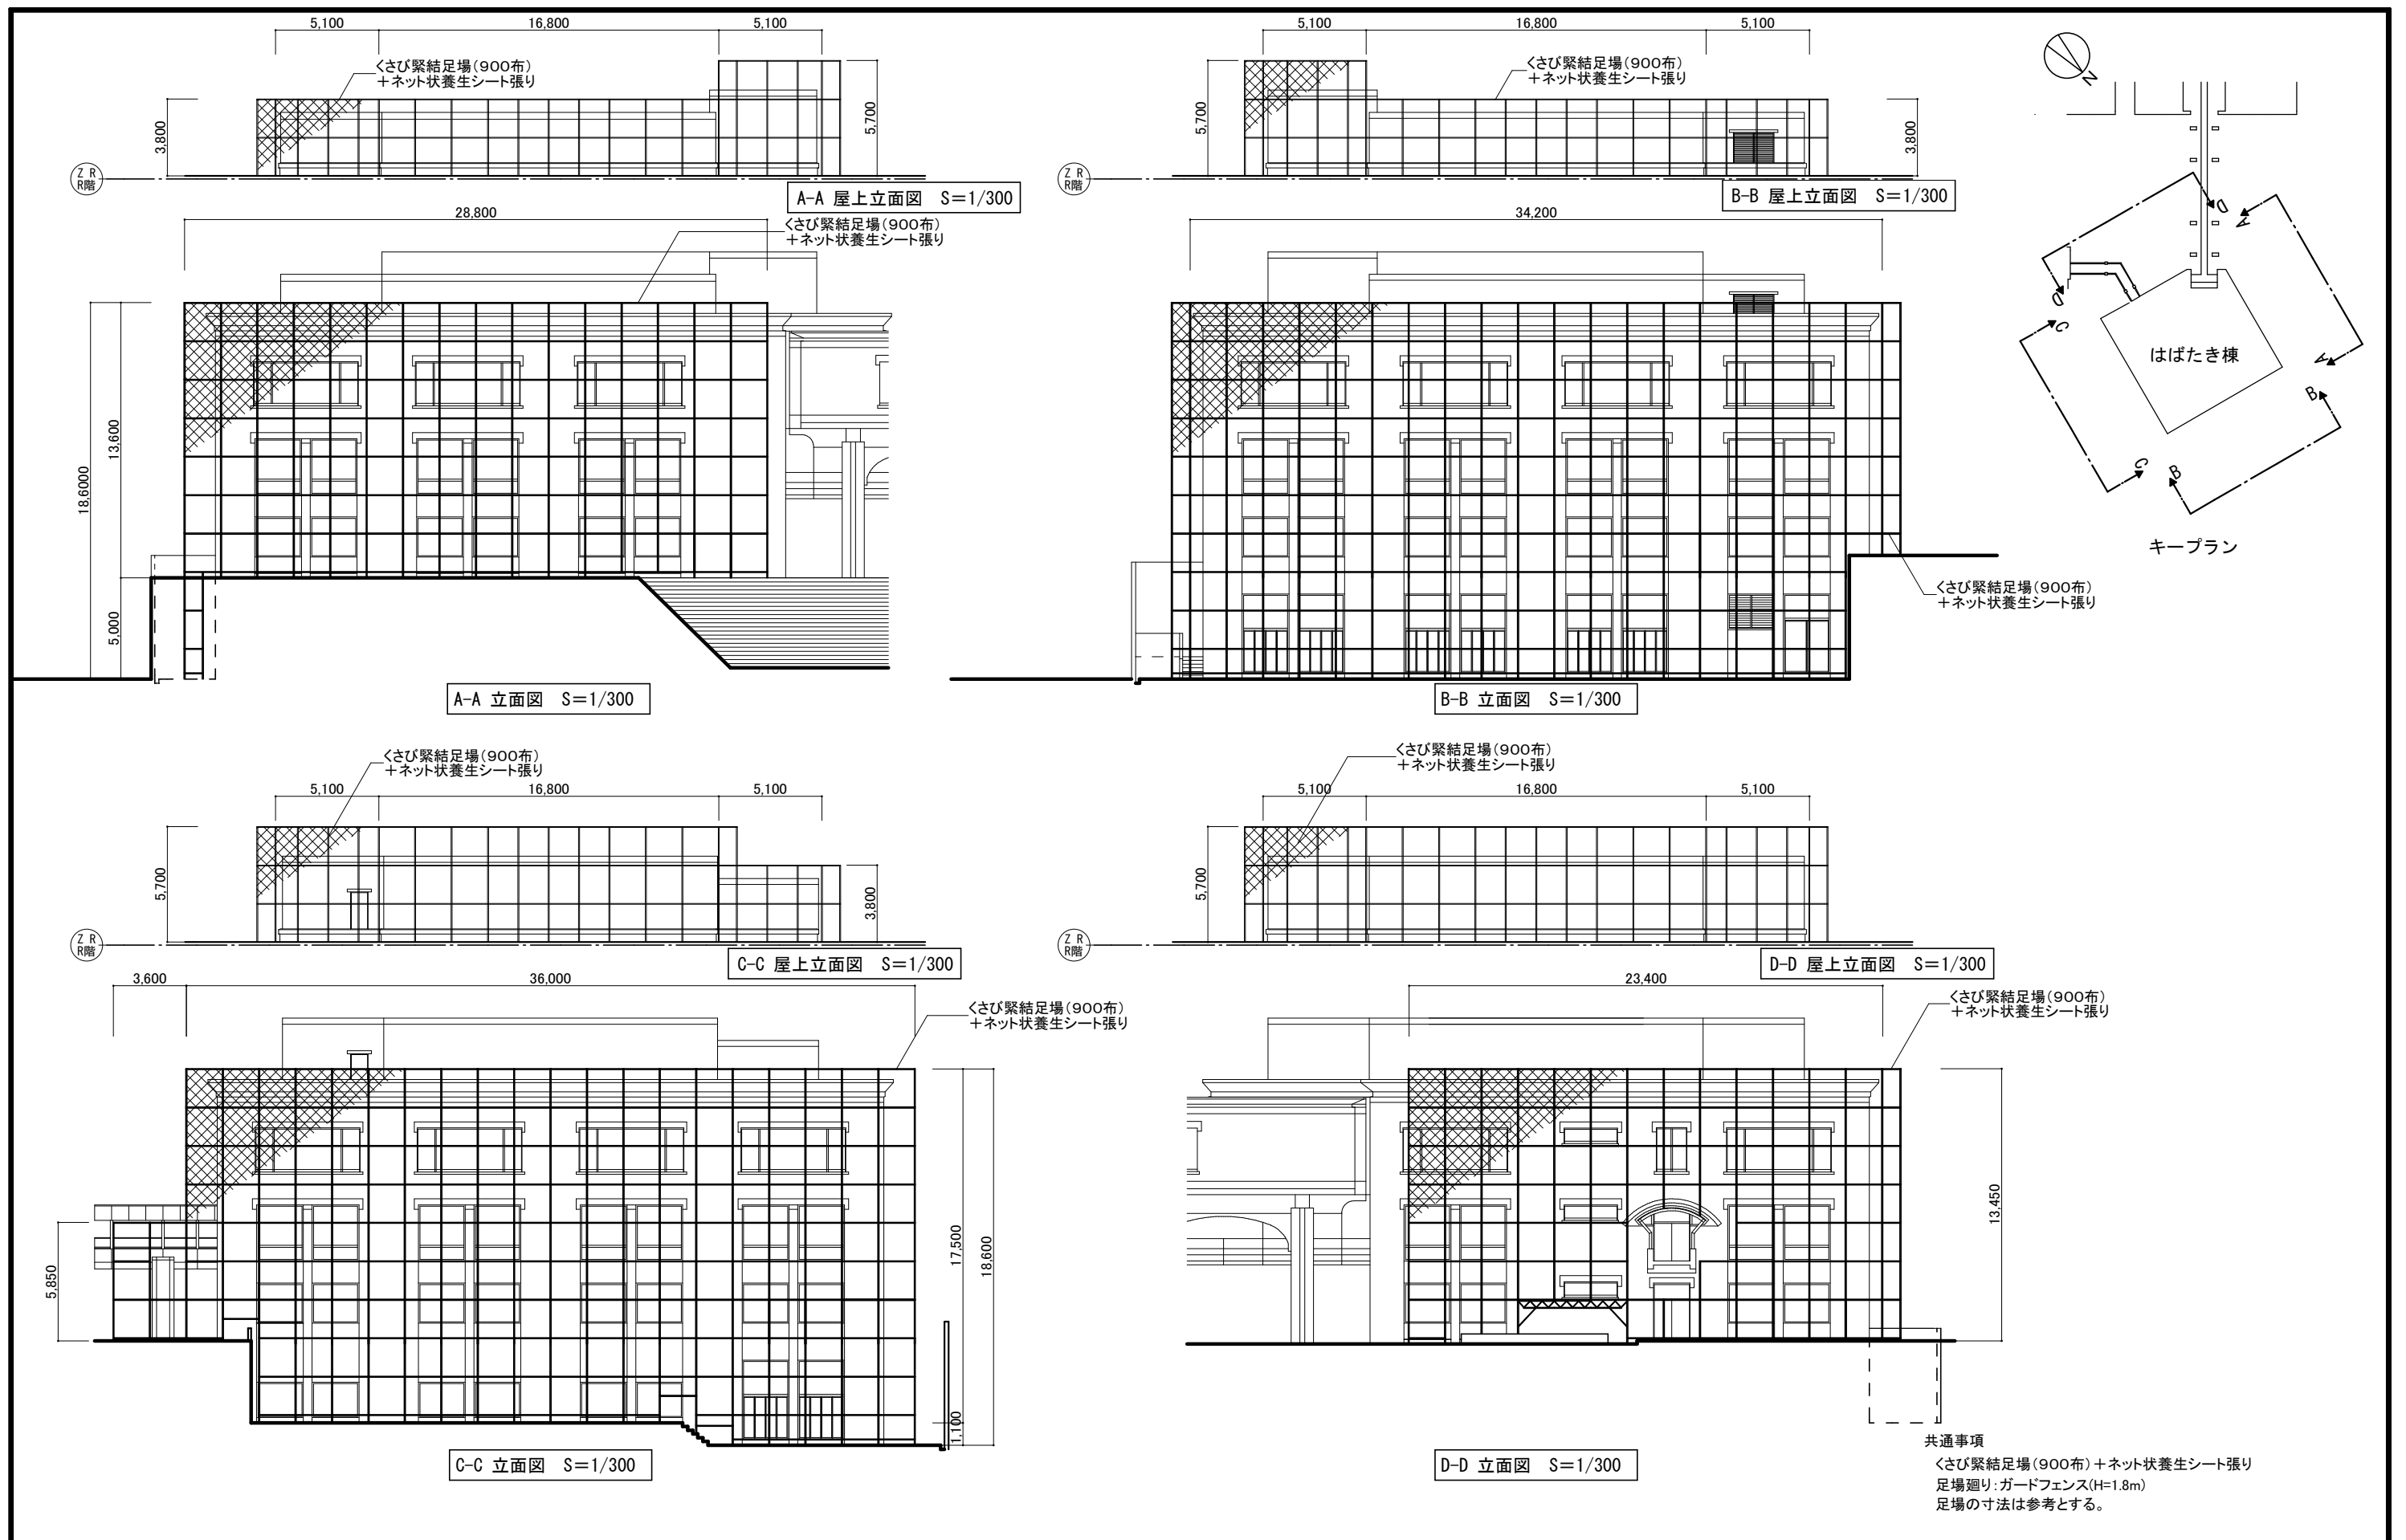 5,100 16,800 5,100
くさび緊結足場(900布)
＋ネット状養生シート張り
3,800
5,700
Z R
R階
A-A 屋上立面図 S＝1/300
5,100 16,800 5,100
くさび緊結足場(900布)
＋ネット状養生シート張り
5,700
3,800
Z R
R階
B-B 屋上立面図 S＝1/300
28,800
くさび緊結足場(900布)
＋ネット状養生シート張り
18,6000
13,600
5,000
A-A 立面図 S＝1/300
34,200
くさび緊結足場(900布)
＋ネット状養生シート張り
B-B 立面図 S＝1/300
N
D
A
D
C
はばたき棟
A
B
C
B
キープラン
くさび緊結足場(900布)
＋ネット状養生シート張り
5,100 16,800 5,100
5,700
3,800
Z R
R階
C-C 屋上立面図 S＝1/300
くさび緊結足場(900布)
＋ネット状養生シート張り
5,100 16,800 5,100
5,700
Z R
R階
D-D 屋上立面図 S＝1/300
3,600 36,000
くさび緊結足場(900布)
＋ネット状養生シート張り
5,850
17,500
18,600
1,100
C-C 立面図 S＝1/300
23,400
くさび緊結足場(900布)
＋ネット状養生シート張り
13,450
D-D 立面図 S＝1/300
共通事項
くさび緊結足場(900布)＋ネット状養生シート張り
足場廻り：ガードフェンス(H=1.8m)
足場の寸法は参考とする。